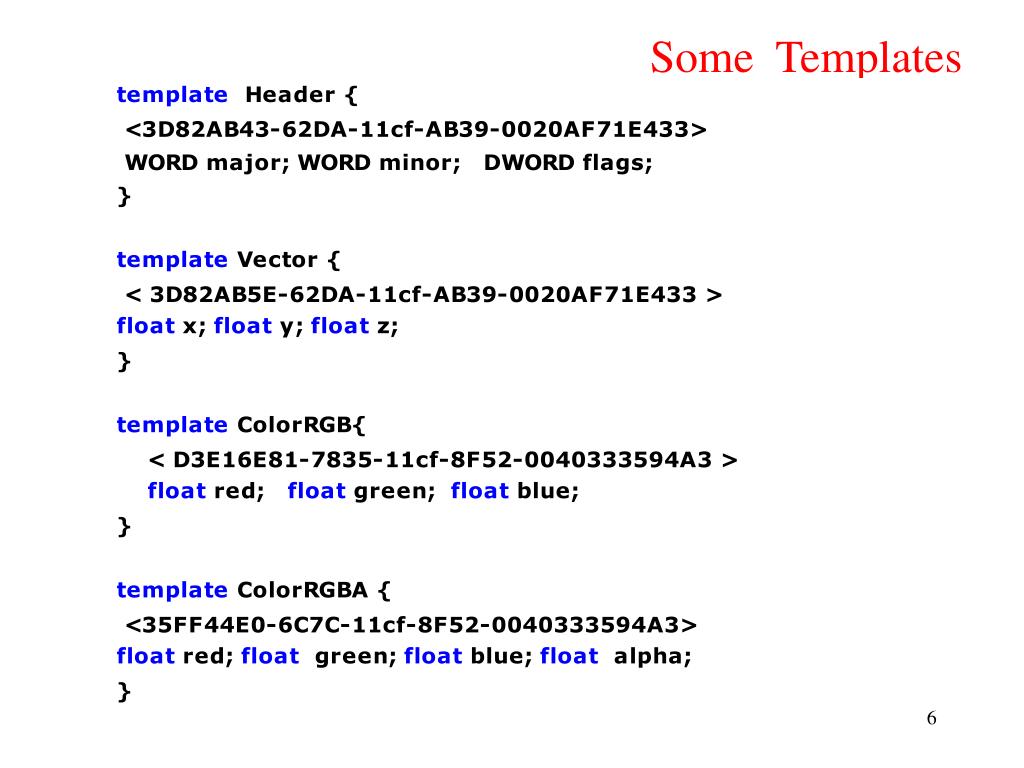 Some Templates
template Header {
<3D82AB43-62DA-11cf-AB39-0020AF71E433>
WORD major; WORD minor; DWORD flags;
}
template Vector {
< 3D82AB5E-62DA-11cf-AB39-0020AF71E433 >
float x; float y; float z;
}
template ColorRGB{
< D3E16E81-7835-11cf-8F52-0040333594A3 >
float red; float green; float blue;
}
template ColorRGBA {
<35FF44E0-6C7C-11cf-8F52-0040333594A3>
float red; float green; float blue; float alpha;
}
6